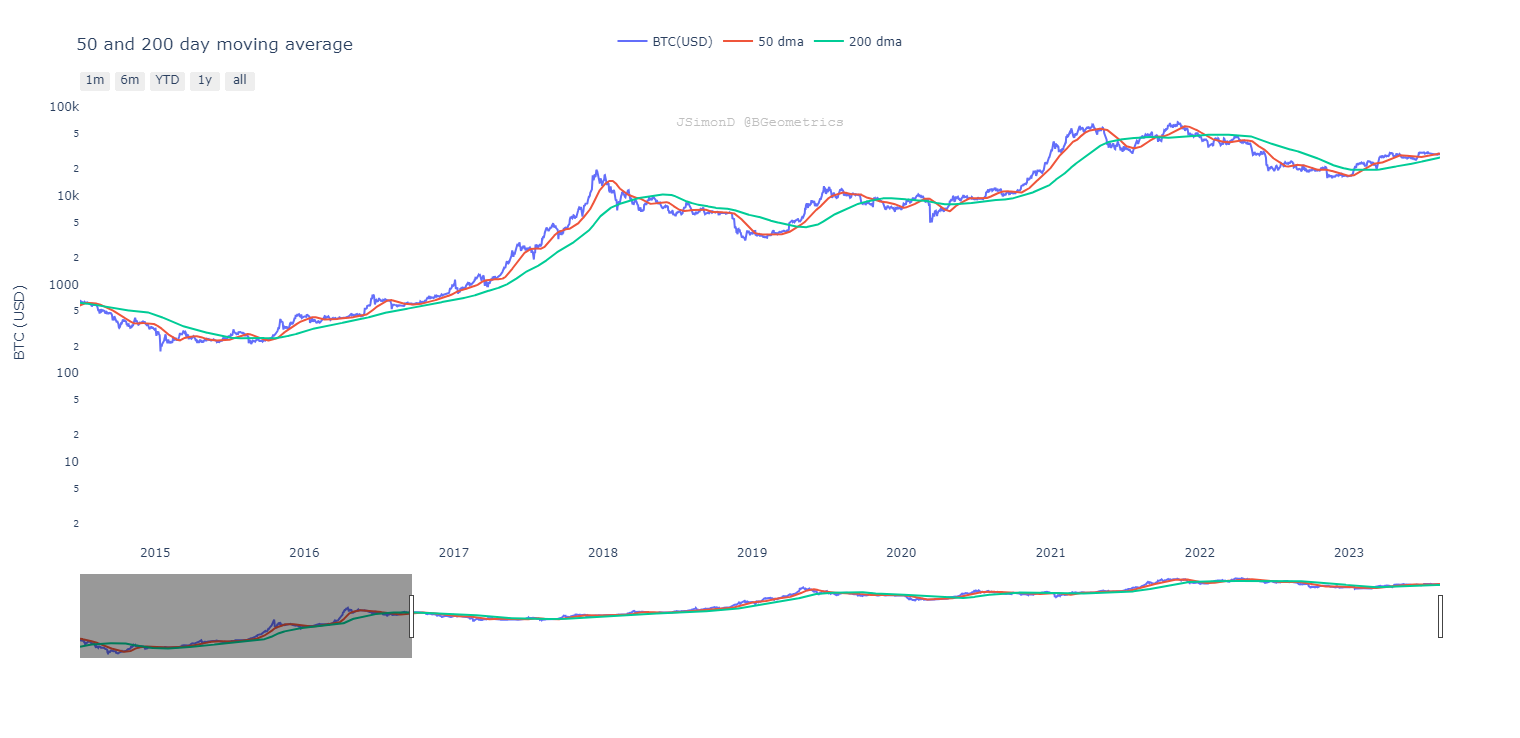 50 and 200 day moving average
BTC(USD) 50 dma 200 dma
1m 6m YTD 1y all
JSimonD @BGeometrics
BTC (USD)
100k
5
2
10k
5
2
1000
5
2
100
5
2
10
5
2
2015 2016 2017 2018 2019 2020 2021 2022 2023